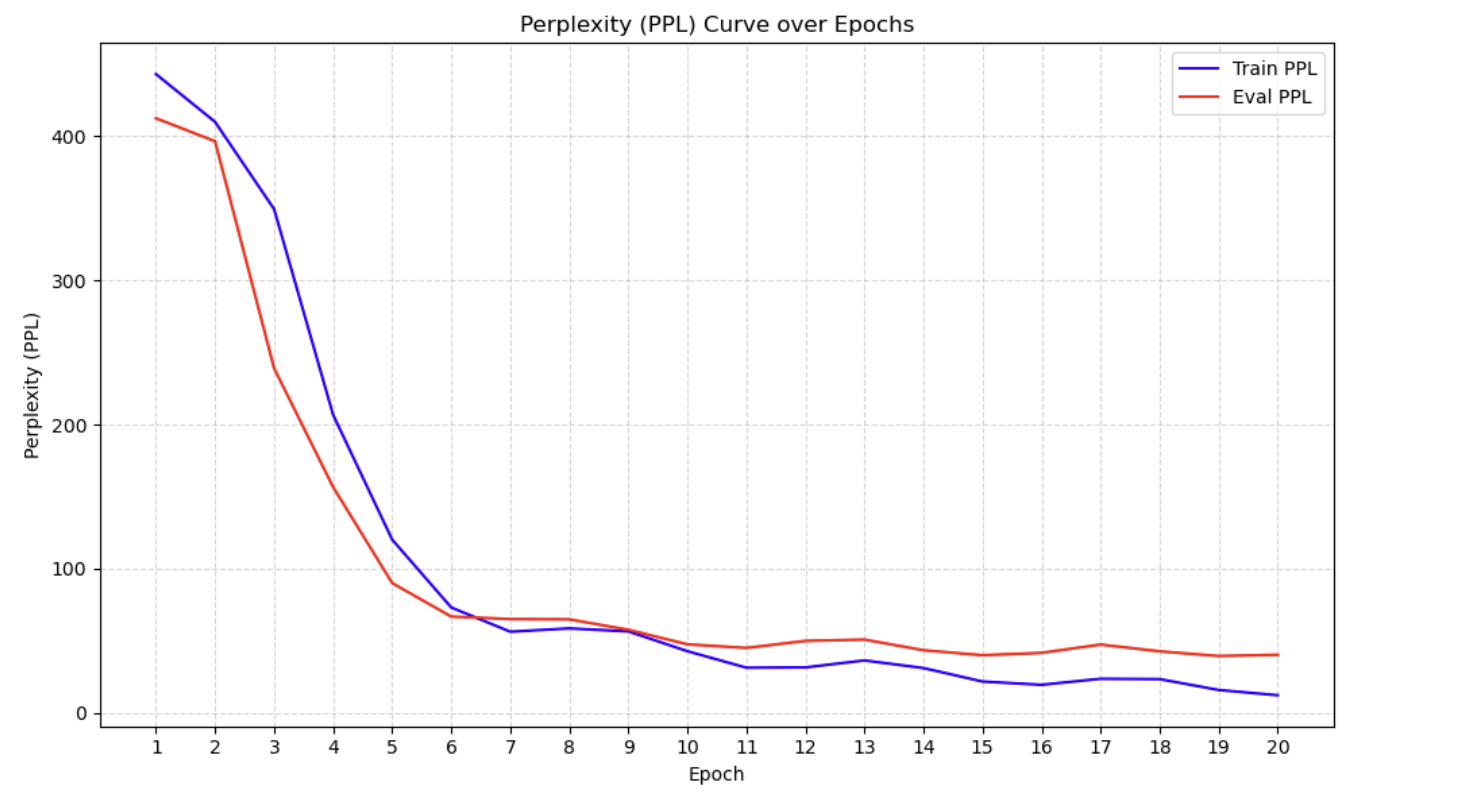 Perplexity (PPL) Curve over Epochs
Train PPL
Eval PPL
400
300
200
100
0
Perplexity (PPL)
1 2 3 4 5 6 7 8 9 10 11 12 13 14 15 16 17 18 19 20
Epoch